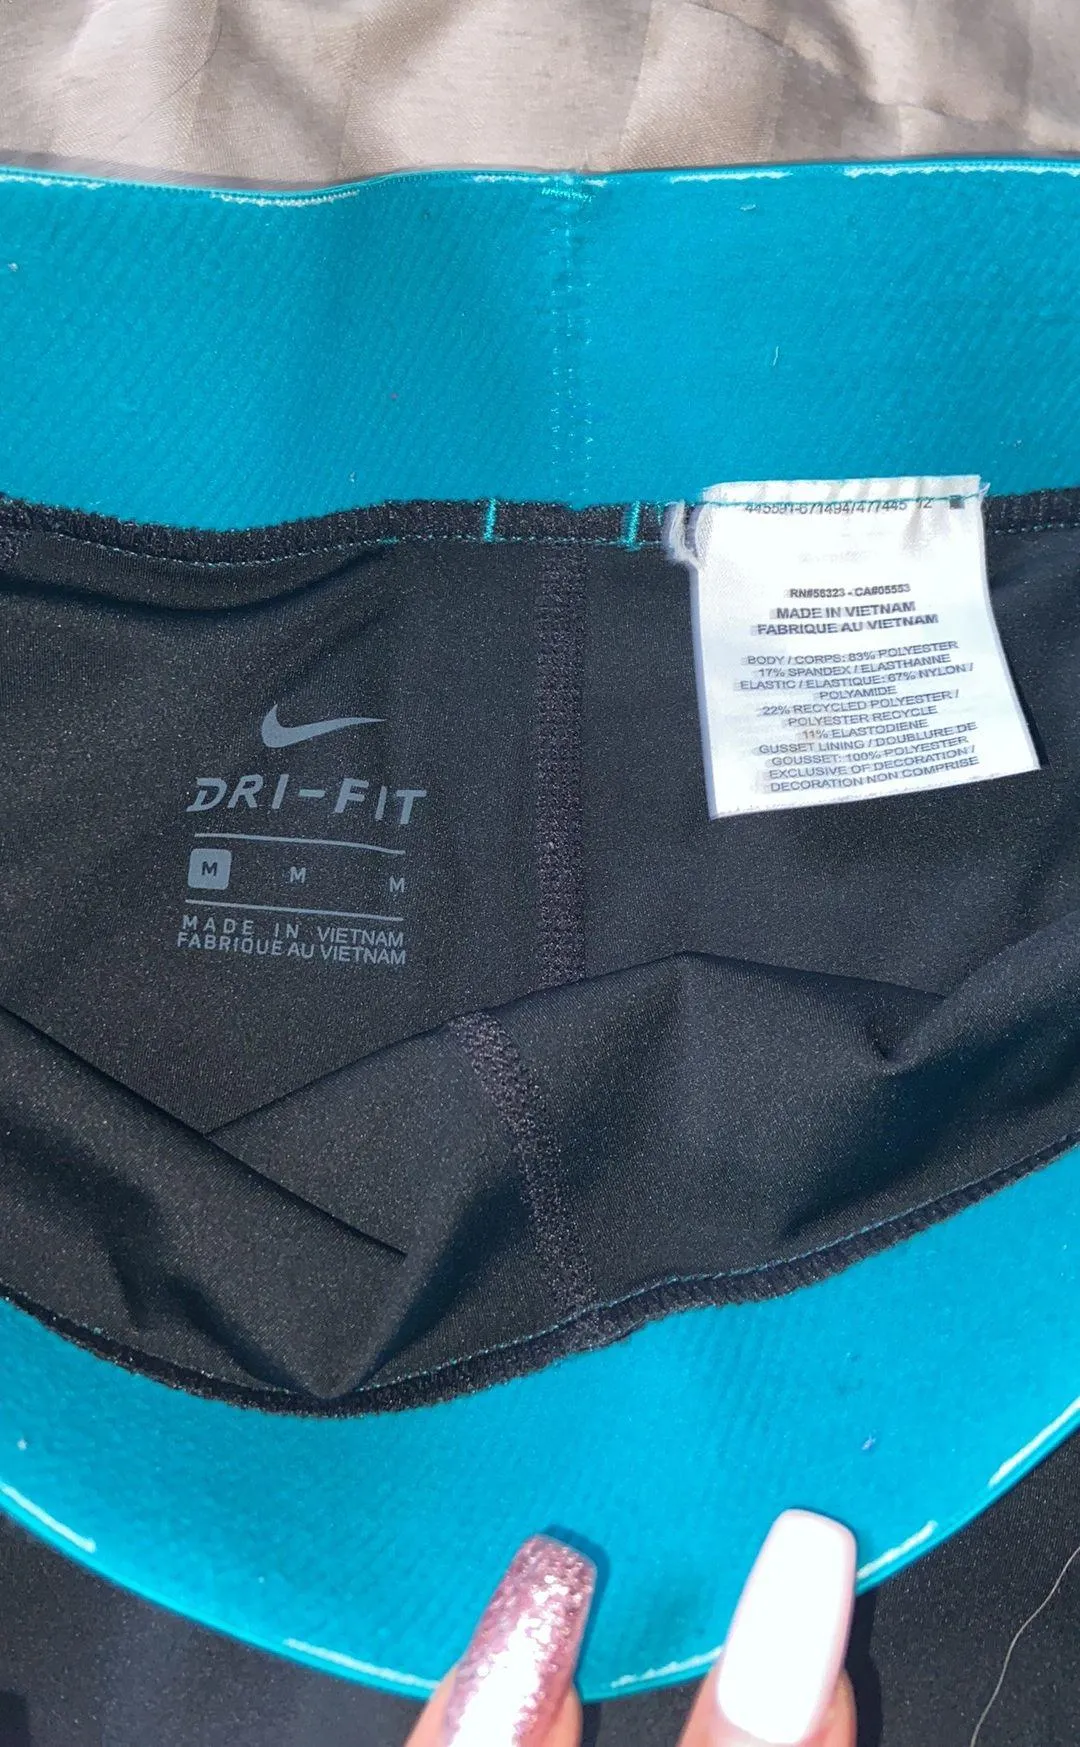 DRI-FIT
M M M
MADE IN VIETNAM
FABRIQUE AU VIETNAM
RN#56323 - CA#05553
MADE IN VIETNAM
FABRIQUE AU VIETNAM
BODY / CORPS: 83% POLYESTER
17% SPANDEX / ELASTHANNE
ELASTIC / ELASTIQUE: 67% NYLON /
POLYAMIDE
22% RECYCLED POLYESTER /
POLYESTER RECYCLE
11% ELASTODIENE
GUSSET LINING / DOUBLURE DE
GOUSSET: 100% POLYESTER
EXCLUSIVE OF DECORATION /
DECORATION NON COMPRISE